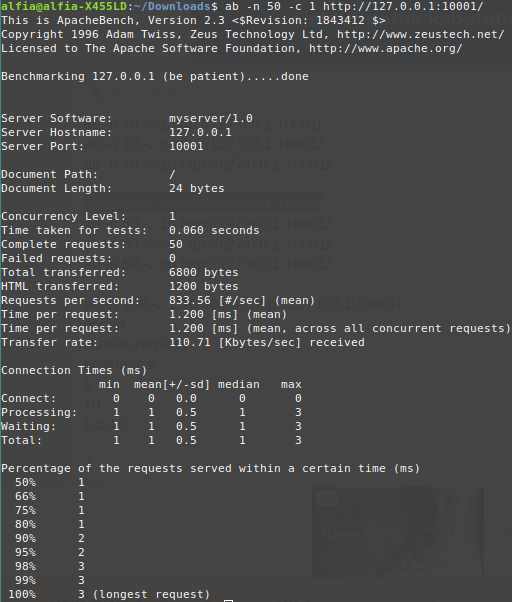 alfia@alfia-X455LD:~/Downloads$ ab -n 50 -c 1 http://127.0.0.1:10001/
This is ApacheBench, Version 2.3 <$Revision: 1843412 $>
Copyright 1996 Adam Twiss, Zeus Technology Ltd, http://www.zeustech.net/
Licensed to The Apache Software Foundation, http://www.apache.org/

Benchmarking 127.0.0.1 (be patient).....done


Server Software:        myserver/1.0
Server Hostname:        127.0.0.1
Server Port:            10001

Document Path:          /
Document Length:        24 bytes

Concurrency Level:      1
Time taken for tests:   0.060 seconds
Complete requests:      50
Failed requests:        0
Total transferred:      6800 bytes
HTML transferred:       1200 bytes
Requests per second:    833.56 [#/sec] (mean)
Time per request:       1.200 [ms] (mean)
Time per request:       1.200 [ms] (mean, across all concurrent requests)
Transfer rate:          110.71 [Kbytes/sec] received

Connection Times (ms)
              min  mean[+/-sd] median   max
Connect:        0    0   0.0      0       0
Processing:     1    1   0.5      1       3
Waiting:        1    1   0.5      1       3
Total:          1    1   0.5      1       3

Percentage of the requests served within a certain time (ms)
  50%      1
  66%      1
  75%      1
  80%      1
  90%      2
  95%      2
  98%      3
  99%      3
 100%      3 (longest request)